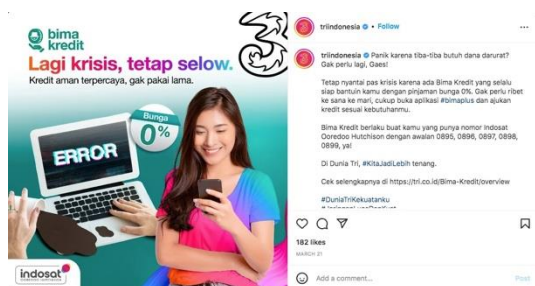 bima
kredit
3
Lagi krisis, tetap selow.
Kredit aman terpercaya, gak pakai lama.
Bunga
0%
ERROR
indosat
triindonesia • Follow
triindonesia Panik karena tiba-tiba butuh dana darurat?
Gak perlu lagi, Gaes!
Tetap nyantai pas krisis karena ada Bima Kredit yang selalu
siap bantuin kamu dengan pinjaman bunga 0%. Gak perlu ribet
ke sana ke mari, cukup buka aplikasi #bimaplus dan ajukan
kredit sesuai kebutuhanmu.
Bima Kredit berlaku buat kamu yang punya nomor Indosat
Ooredoo Hutchison dengan awalan 0895, 0896, 0897, 0898,
0899, ya!
Di Dunia Tri, #KitaJadiLebih tenang.
Cek selengkapnya di https://tri.co.id/Bima-Kredit/overview
#DuniaTriKekuatanku
182 likes
MARCH 21
Add a comment...
Post